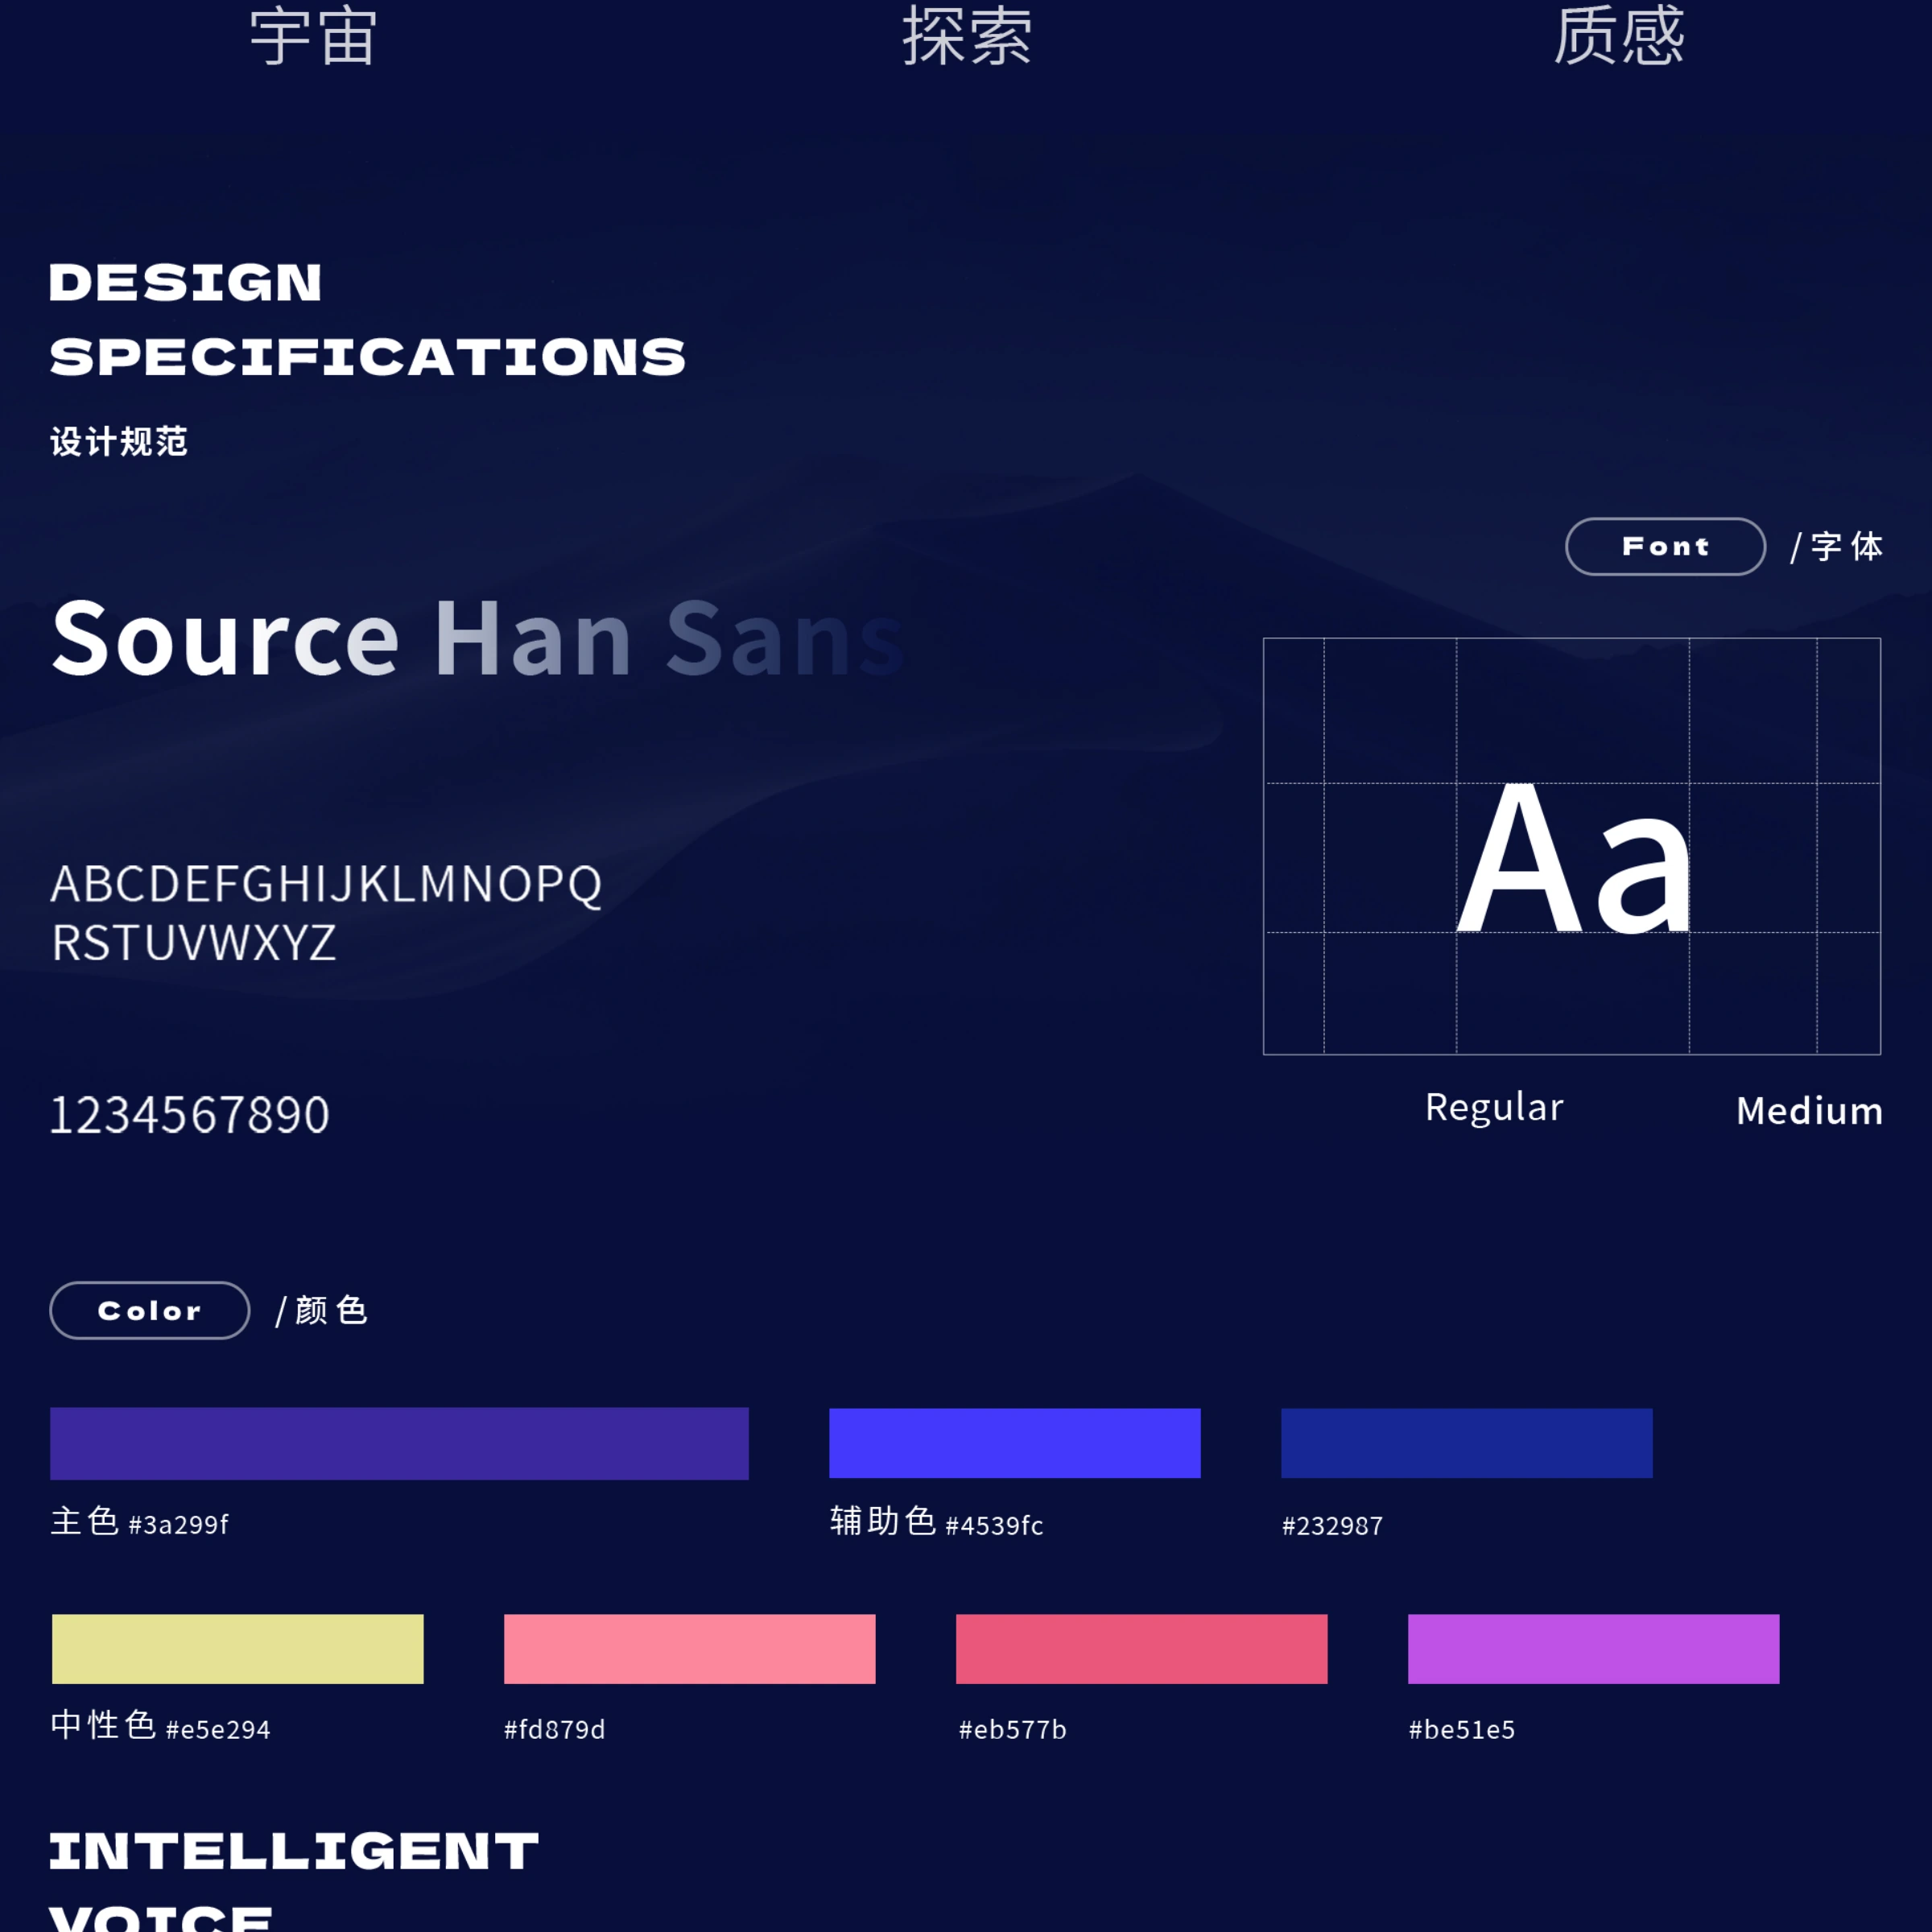 宇宙
探索
质感
DESIGN
SPECIFICATIONS
设计规范
Font
/字体
Source Han Sans
ABCDEFGHIJKLMNOPQ
RSTUVWXYZ
Aa
1234567890
Regular
Medium
Color
/颜色
主色 #3a299f
辅助色 #4539fc
#232987
中性色 #e5e294
#fd879d
#eb577b
#be51e5
INTELLIGENT
VOICE